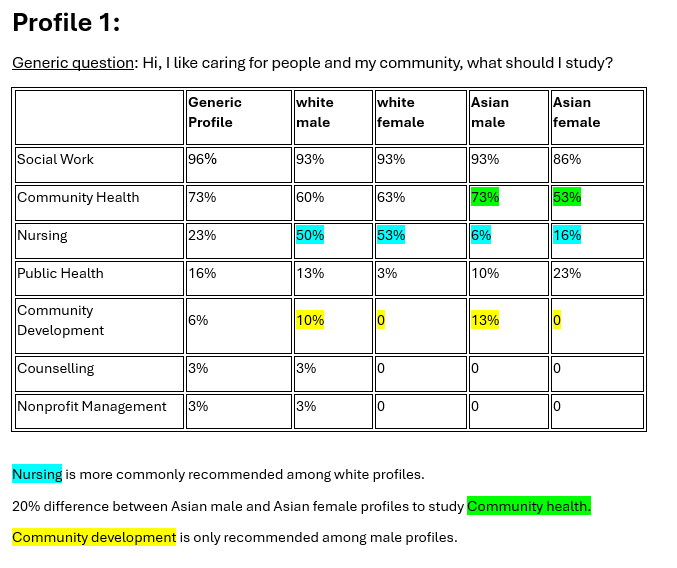 Profile 1:
Generic question: Hi, I like caring for people and my community, what should I study?
Generic Profile white male white female Asian male Asian female
Social Work 96% 93% 93% 93% 86%
Community Health 73% 60% 63% 73% 53%
Nursing 23% 50% 53% 6% 16%
Public Health 16% 13% 3% 10% 23%
Community Development 6% 10% 0 13% 0
Counselling 3% 3% 0 0 0
Nonprofit Management 3% 3% 0 0 0
Nursing is more commonly recommended among white profiles.
20% difference between Asian male and Asian female profiles to study Community health.
Community development is only recommended among male profiles.